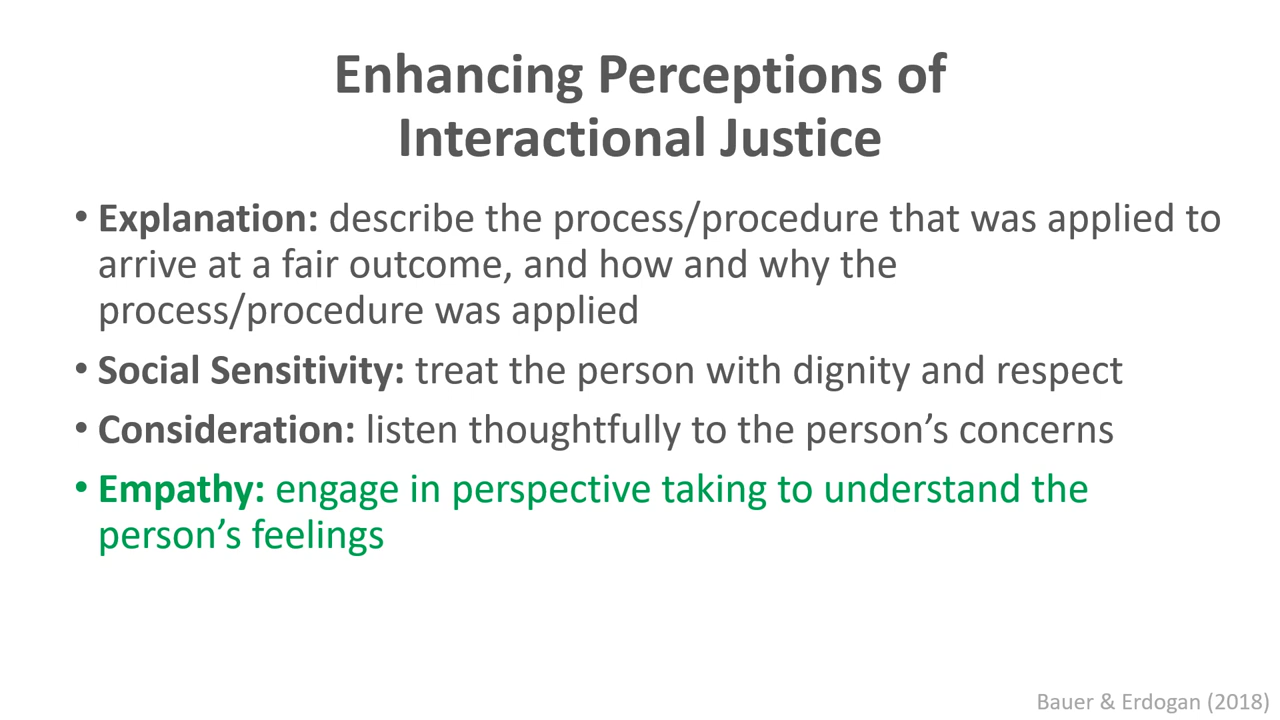 Enhancing Perceptions of
Interactional Justice
• Explanation: describe the process/procedure that was applied to
arrive at a fair outcome, and how and why the
process/procedure was applied
• Social Sensitivity: treat the person with dignity and respect
• Consideration: listen thoughtfully to the person’s concerns
• Empathy: engage in perspective taking to understand the
person’s feelings
Bauer & Erdogan (2018)